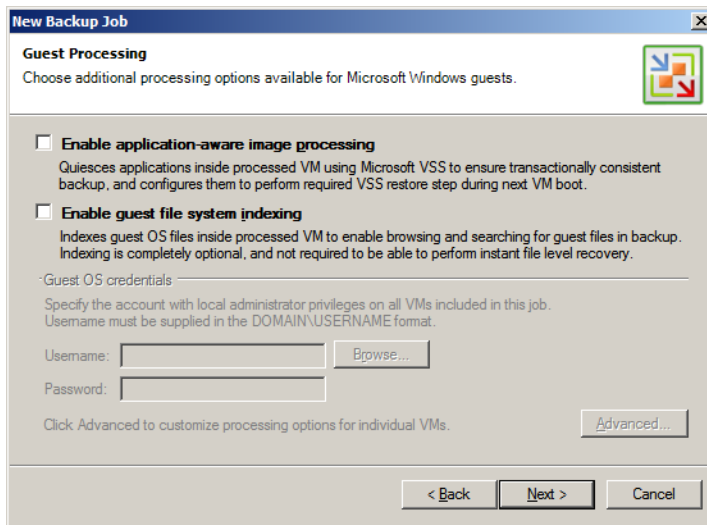 New Backup Job
Guest Processing
Choose additional processing options available for Microsoft Windows guests.
Enable application-aware image processing
Quiesces applications inside processed VM using Microsoft VSS to ensure transactionally consistent
backup, and configures them to perform required VSS restore step during next VM boot.
Enable guest file system indexing
Indexes guest OS files inside processed VM to enable browsing and searching for guest files in backup.
Indexing is completely optional, and not required to be able to perform instant file level recovery.
Guest OS credentials
Specify the account with local administrator privileges on all VMs included in this job.
Username must be supplied in the DOMAIN\USERNAME format.
Username: Browse...
Password:
Click Advanced to customize processing options for individual VMs. Advanced...
< Back Next > Cancel